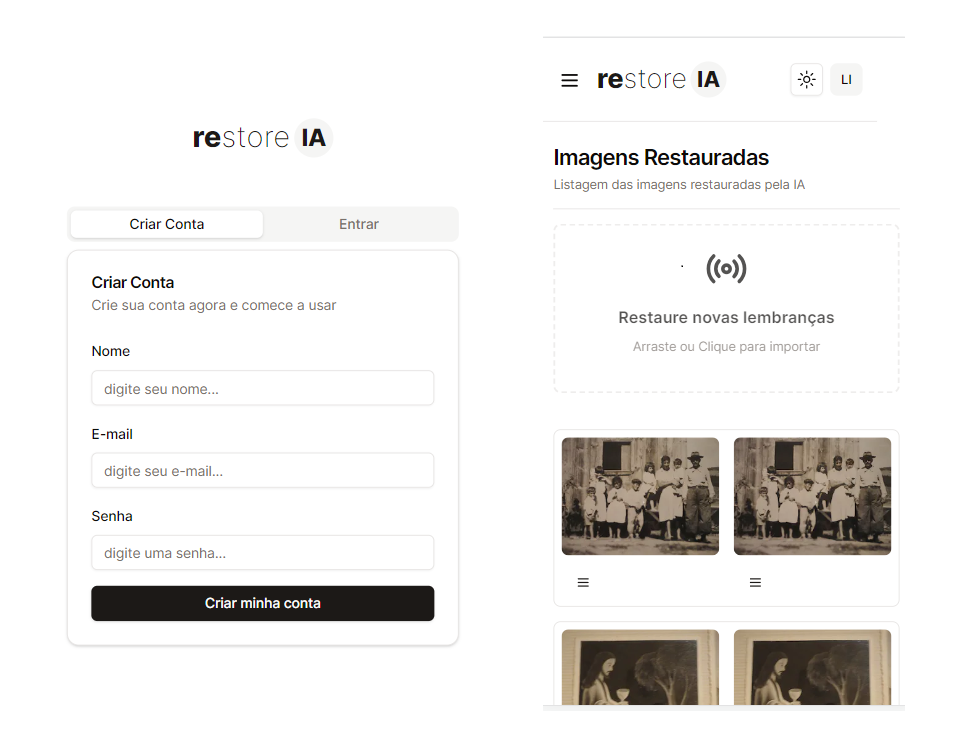 restore IA
Criar Conta
Entrar
Criar Conta
Crie sua conta agora e comece a usar
Nome
digite seu nome...
E-mail
digite seu e-mail...
Senha
digite uma senha...
Criar minha conta
restore IA
LI
Imagens Restauradas
Listagem das imagens restauradas pela IA
Restaure novas lembranças
Arraste ou Clique para importar